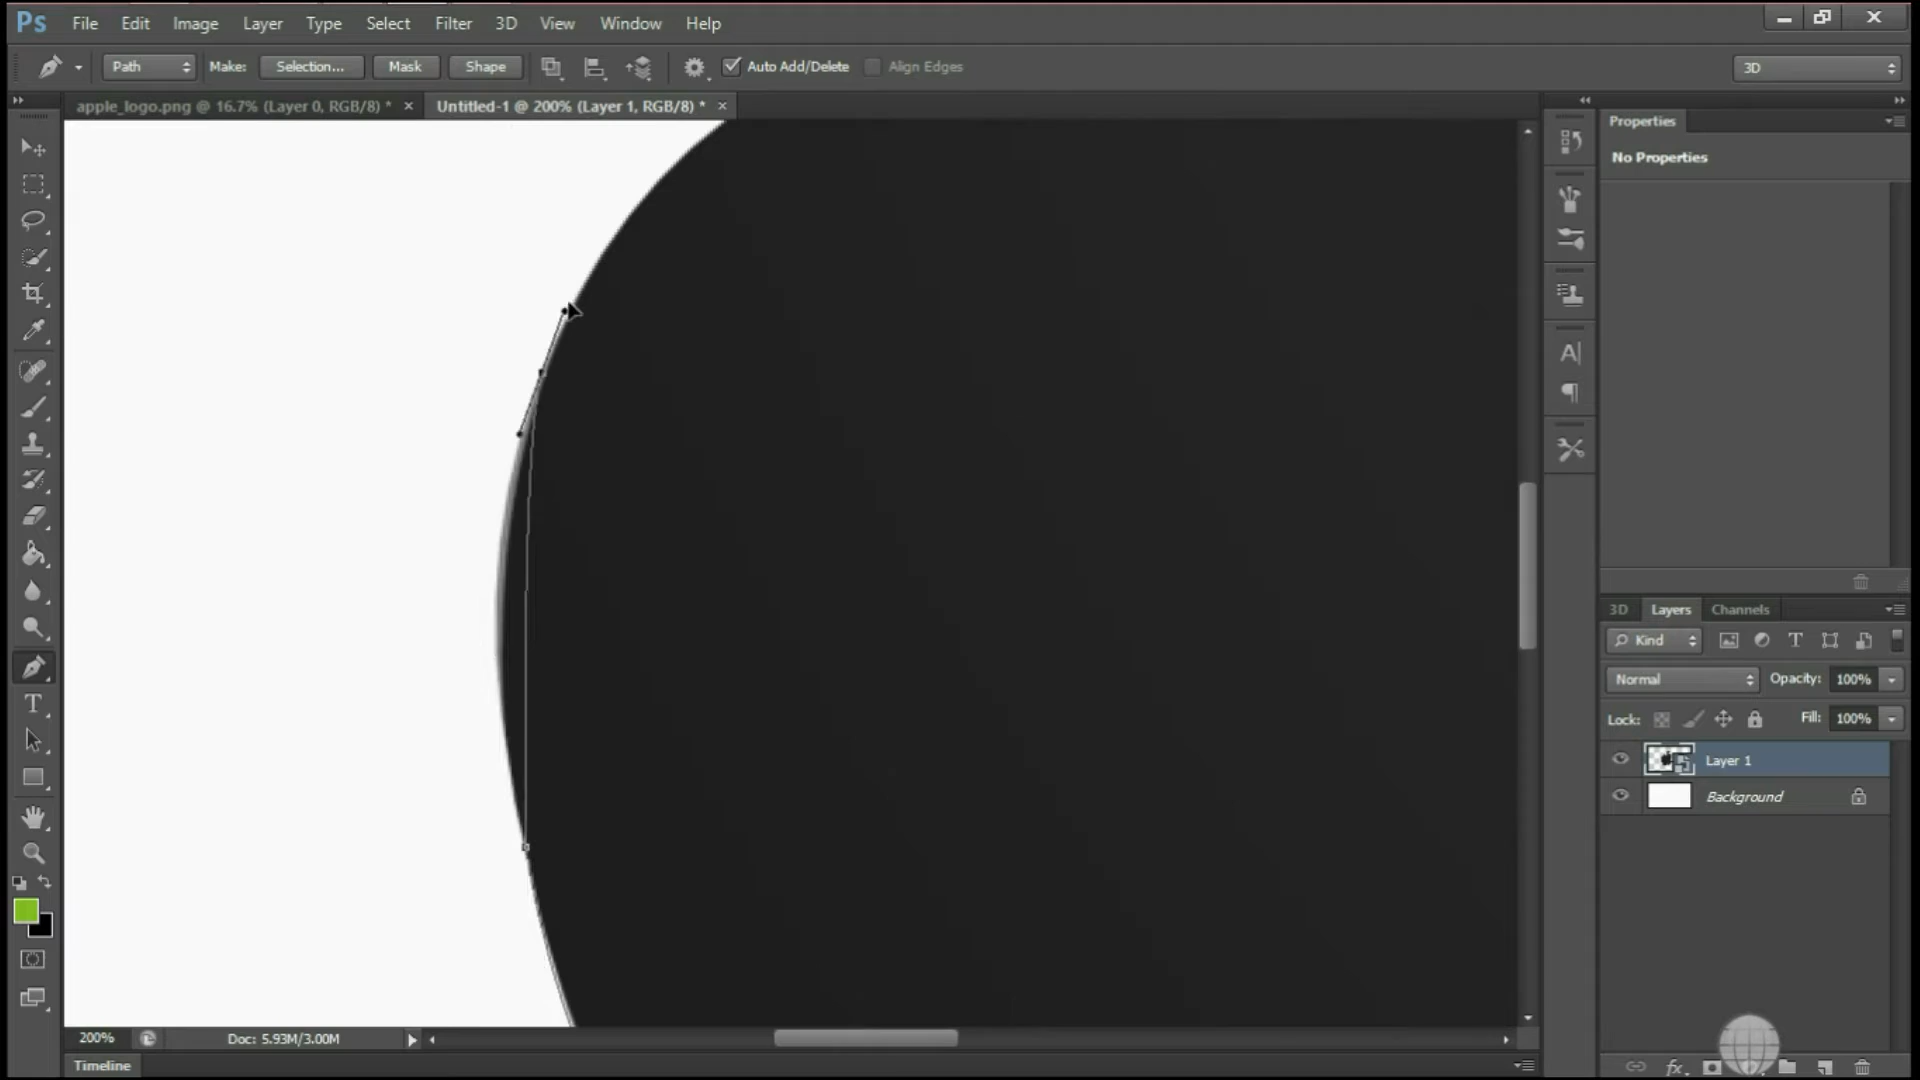 Ps File Edit Image Layer Type Select Filter 3D View Window Help
Path Make: Selection... Mask Shape Auto Add/Delete Align Edges 3D
apple_logo.png @ 16.7% (Layer 0, RGB/8) * × Untitled-1 @ 200% (Layer 1, RGB/8) * ×
Properties
No Properties
3D Layers Channels
Kind
Normal Opacity: 100%
Lock: Fill: 100%
Layer 1
Background
200% Doc: 5.93M/3.00M
fx
Timeline